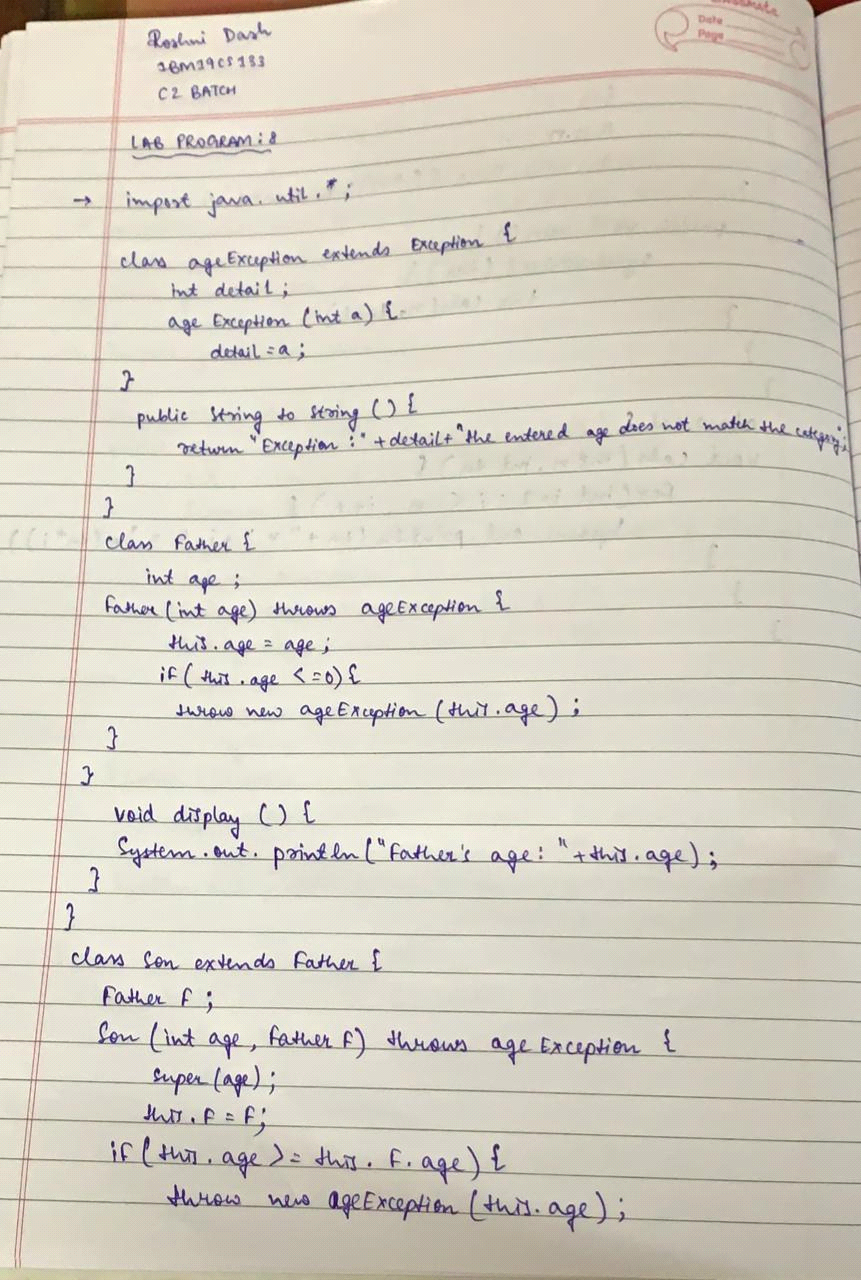 classmate
Date
Page
Roshni Dash
1BM19CS133
C2 BATCH
LAB PROGRAM: 8
→ import java.util.*;
class ageException extends Exception {
int detail;
age Exception (int a) {
detail = a;
}
public String to String () {
return "Exception :" + detail + "the entered age does not match the category";
}
}
class Father {
int age ;
Father (int age) throws ageException {
this.age = age ;
if ( this.age <=0) {
throw new ageException (this.age) ;
}
}
void display () {
System.out.println ("Father's age: "+this.age) ;
}
}
class Son extends Father {
Father f ;
Son (int age, Father f) throws age Exception {
super (age) ;
this.f = f;
if (this.age >= this.f.age) {
throw new ageException (this.age) ;